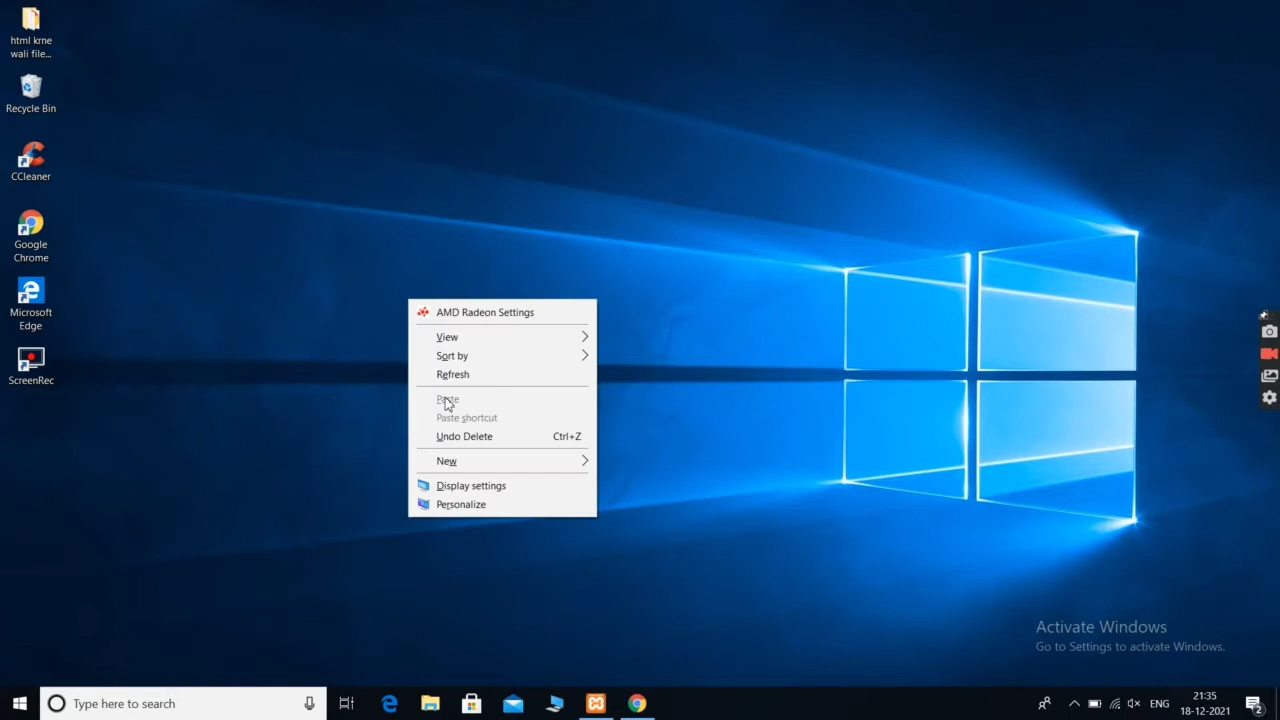 html krne
wali file...
Recycle Bin
CCleaner
Google
Chrome
Microsoft
Edge
ScreenRec
AMD Radeon Settings
View
Sort by
Refresh
Paste
Paste shortcut
Undo Delete Ctrl+Z
New
Display settings
Personalize
Activate Windows
Go to Settings to activate Windows.
Type here to search
ENG
21:35
18-12-2021
2